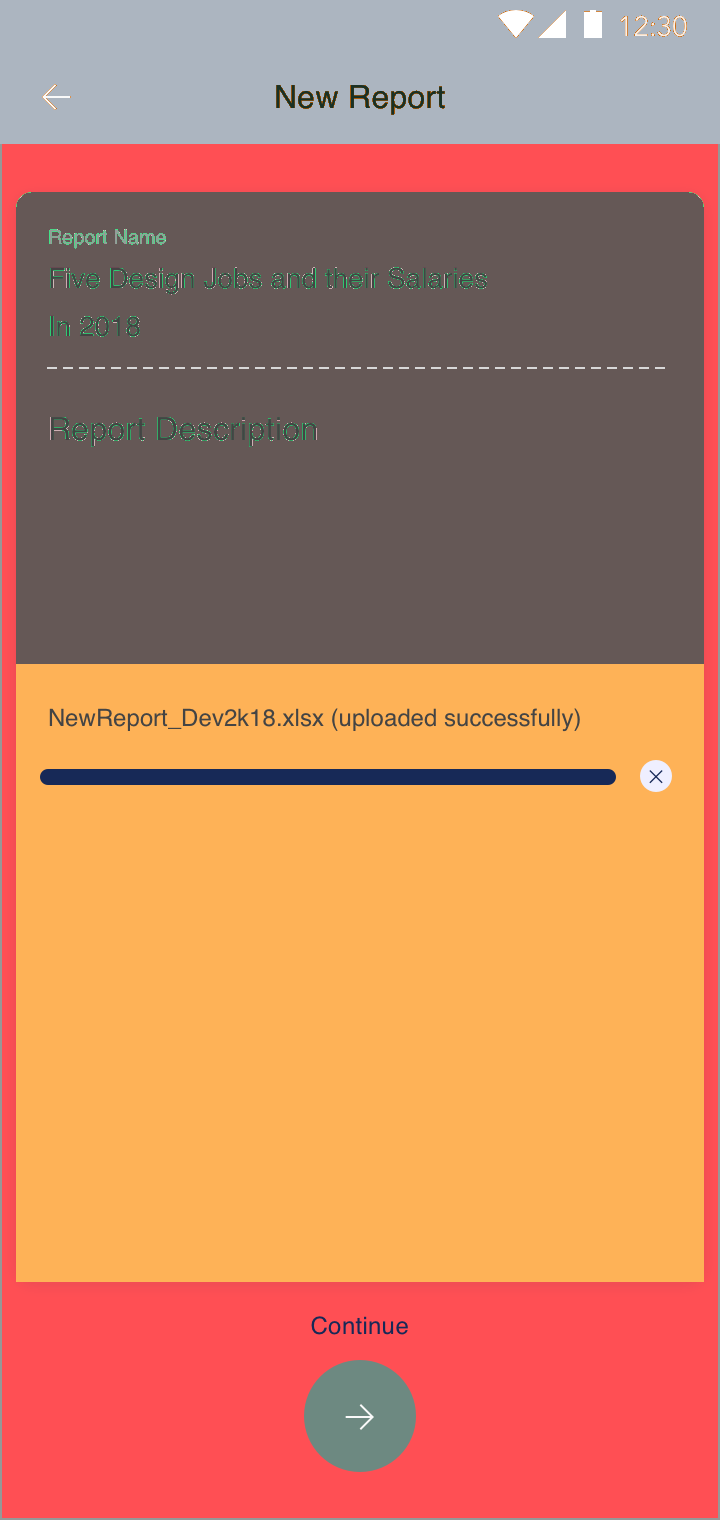 12:30
New Report
Report Name
Five Design Jobs and their Salaries
In 2018
Report Description
NewReport_Dev2k18.xlsx (uploaded successfully)
Continue